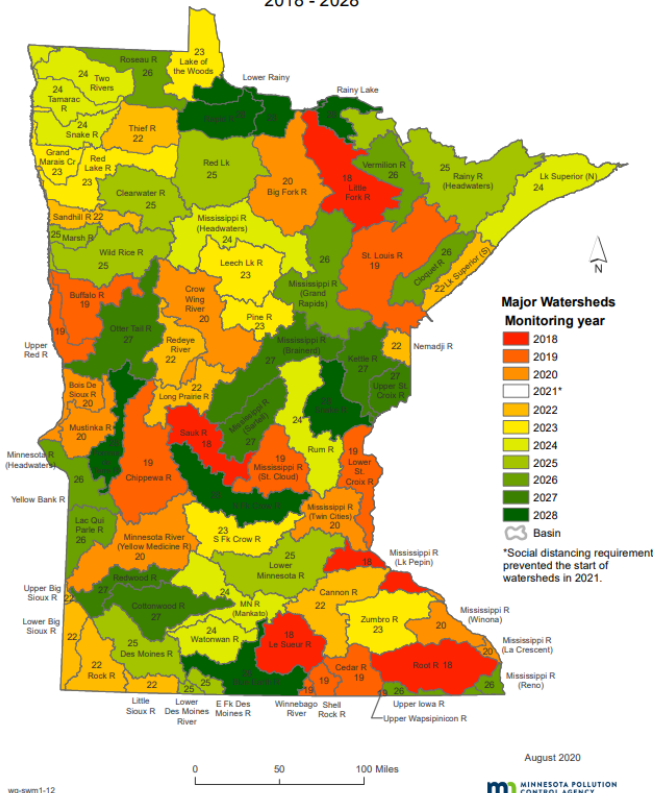 2018 - 2028
Roseau R
26
23
Lake of
the Woods
Lower Rainy
Rainy Lake
24
Two
Rivers
24
Tamarac
R
24
Snake R
Thief R
22
Grand
Marais Cr
23
Red
Lake R
23
Red Lk
25
20
Big Fork R
18
Little
Fork R
Vermilion R
26
25
Rainy R
(Headwaters)
Lk Superior (N)
24
Clearwater R
25
Sandhill R 22
Mississippi R
(Headwaters)
24
25
Marsh R
Wild Rice R
25
Leech Lk R
23
26
Mississippi R
(Grand
Rapids)
St. Louis R
19
26
Cloquet R
22
Lk Superior (S)
N
Buffalo R
19
19
Upper
Red R
Otter Tail R
27
Crow
Wing
River
20
Pine R
23
Redeye
River
22
Mississippi R
(Brainerd)
27
Kettle R
27
22
Nemadji R
27
Upper St.
Croix R
Bois De
Sioux R
20
22
Long Prairie R
Mustinka R
20
Minnesota R
(Headwaters)
19
Chippewa R
Sauk R
18
Mississippi R
(Sartell)
27
24
Rum R
19
Mississippi R
(St. Cloud)
19
Lower
St.
Croix R
26
Yellow Bank R
Lac Qui
Parle R
26
Minnesota River
(Yellow Medicine R)
20
23
S Fk Crow R
Mississippi R
(Twin Cities)
20
25
Lower
Minnesota R
18
Mississippi R
(Lk Pepin)
Upper Big
Sioux R
22
Redwood R
27
Cottonwood R
27
24
MN R
(Mankato)
Cannon R
22
Zumbro R
23
20
Mississippi R
(Winona)
Lower Big
Sioux R
22
22
Rock R
25
Des Moines R
24
Watonwan R
18
Le Sueur R
20
Mississippi R
(La Crescent)
Cedar R
19
19
Root R 18
26
Mississippi R
(Reno)
22
25
25
19
19
26
Little
Sioux R
Lower
Des Moines
River
E Fk Des
Moines R
Winnebago
River
Shell
Rock R
Upper Iowa R
Upper Wapsipinicon R
Major Watersheds
Monitoring year
2018
2019
2020
2021*
2022
2023
2024
2025
2026
2027
2028
Basin
*Social distancing requirement
prevented the start of
watersheds in 2021.
August 2020
0 50 100 Miles
wq-swm1-12
MINNESOTA POLLUTION
CONTROL AGENCY